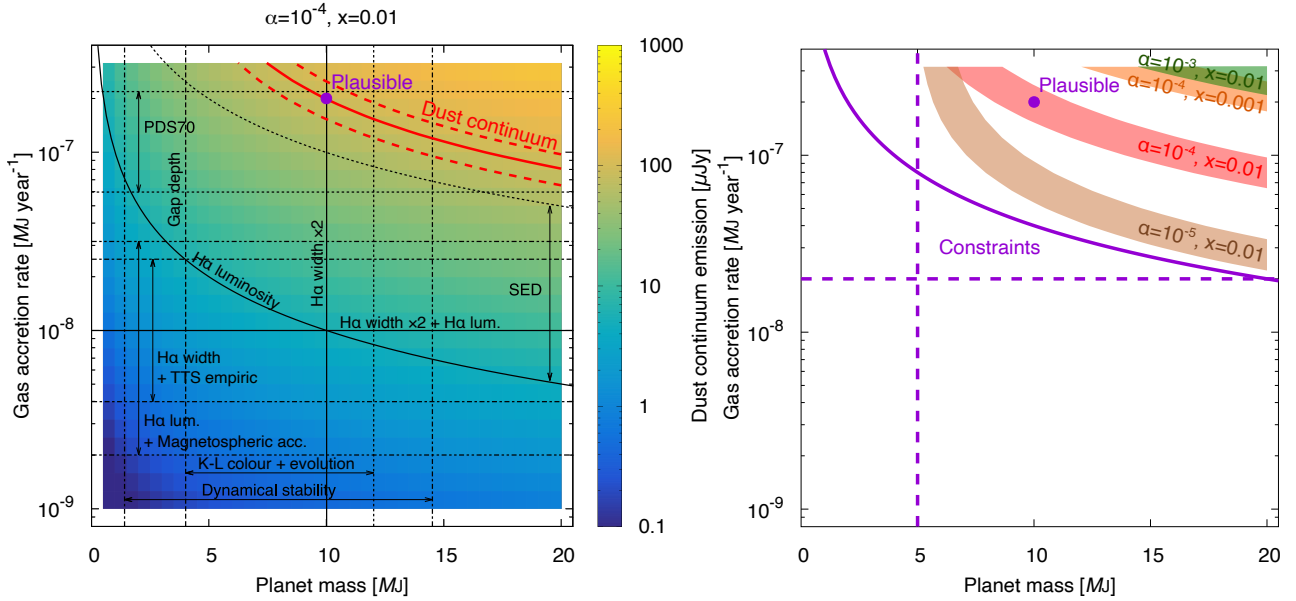 α=10⁻⁴, x=0.01
Gas accretion rate [MJ year⁻¹]
10⁻⁷
10⁻⁸
10⁻⁹
0
5
10
15
20
Planet mass [MJ]
Plausible
Dust continuum
PDS70
Gap depth
Hα luminosity
Hα width ×2
SED
Hα width ×2 + Hα lum.
Hα width
+ TTS empiric
Hα lum.
+ Magnetospheric acc.
K-L colour + evolution
Dynamical stability
1000
100
10
1
0.1
Dust continuum emission [μJy]
Gas accretion rate [MJ year⁻¹]
10⁻⁷
10⁻⁸
10⁻⁹
0
5
10
15
20
Planet mass [MJ]
α=10⁻³, x=0.01
α=10⁻⁴, x=0.001
Plausible
α=10⁻⁴, x=0.01
α=10⁻⁵, x=0.01
Constraints